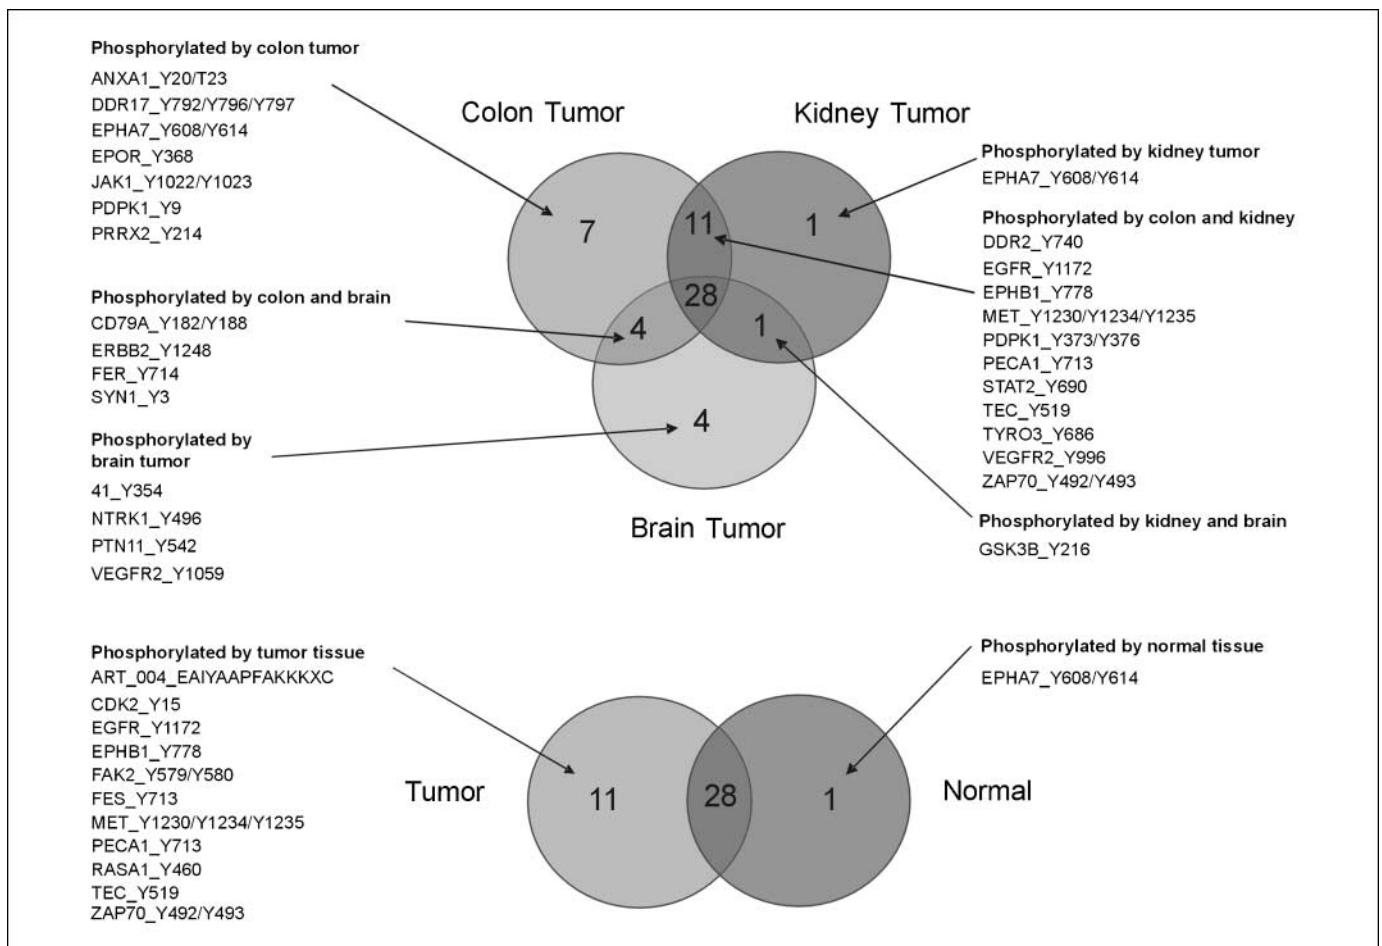 Phosphorylated by colon tumor
ANXA1_Y20/T23
DDR17_Y792/Y796/Y797
EPHA7_Y608/Y614
EPOR_Y368
JAK1_Y1022/Y1023
PDPK1_Y9
PRRX2_Y214
Phosphorylated by colon and brain
CD79A_Y182/Y188
ERBB2_Y1248
FER_Y714
SYN1_Y3
Phosphorylated by
brain tumor
41_Y354
NTRK1_Y496
PTN11_Y542
VEGFR2_Y1059
Colon Tumor
Kidney Tumor
7
11
1
28
4
1
4
Brain Tumor
Phosphorylated by kidney tumor
EPHA7_Y608/Y614
Phosphorylated by colon and kidney
DDR2_Y740
EGFR_Y1172
EPHB1_Y778
MET_Y1230/Y1234/Y1235
PDPK1_Y373/Y376
PECA1_Y713
STAT2_Y690
TEC_Y519
TYRO3_Y686
VEGFR2_Y996
ZAP70_Y492/Y493
Phosphorylated by kidney and brain
GSK3B_Y216
Phosphorylated by tumor tissue
ART_004_EAIYAAPFAKKKXC
CDK2_Y15
EGFR_Y1172
EPHB1_Y778
FAK2_Y579/Y580
FES_Y713
MET_Y1230/Y1234/Y1235
PECA1_Y713
RASA1_Y460
TEC_Y519
ZAP70_Y492/Y493
Tumor
11
28
1
Normal
Phosphorylated by normal tissue
EPHA7_Y608/Y614